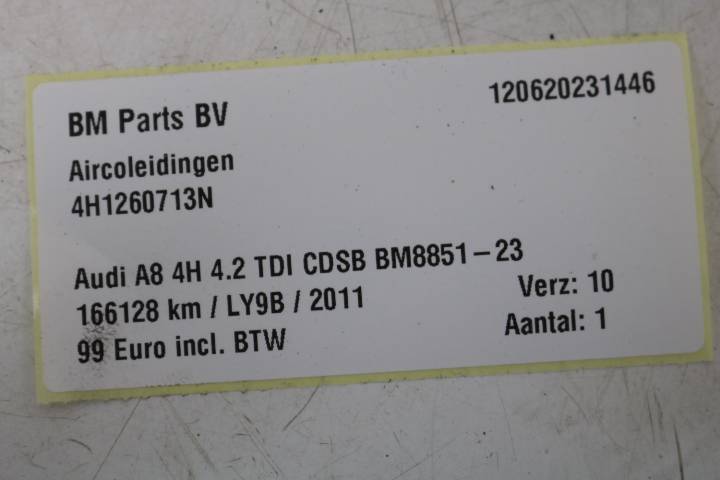 BM Parts BV
120620231446
Aircoleidingen
4H1260713N
Audi A8 4H 4.2 TDI CDSB BM8851-23
166128 km / LY9B / 2011
Verz: 10
99 Euro incl. BTW
Aantal: 1